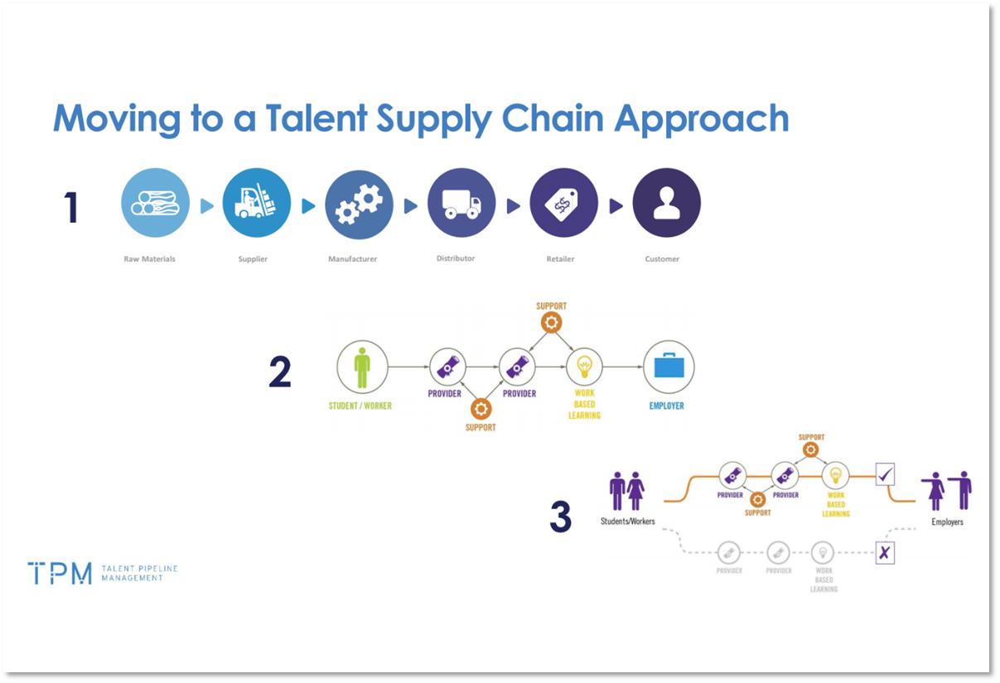 Moving to a Talent Supply Chain Approach
1
Raw Materials
Supplier
Manufacturer
Distributor
Retailer
Customer
2
SUPPORT
STUDENT / WORKER
PROVIDER
PROVIDER
WORK
BASED
LEARNING
EMPLOYER
SUPPORT
3
SUPPORT
Students/Workers
PROVIDER
PROVIDER
WORK
BASED
LEARNING
SUPPORT
Employers
PROVIDER
PROVIDER
WORK
BASED
LEARNING
TPM
TALENT PIPELINE
MANAGEMENT